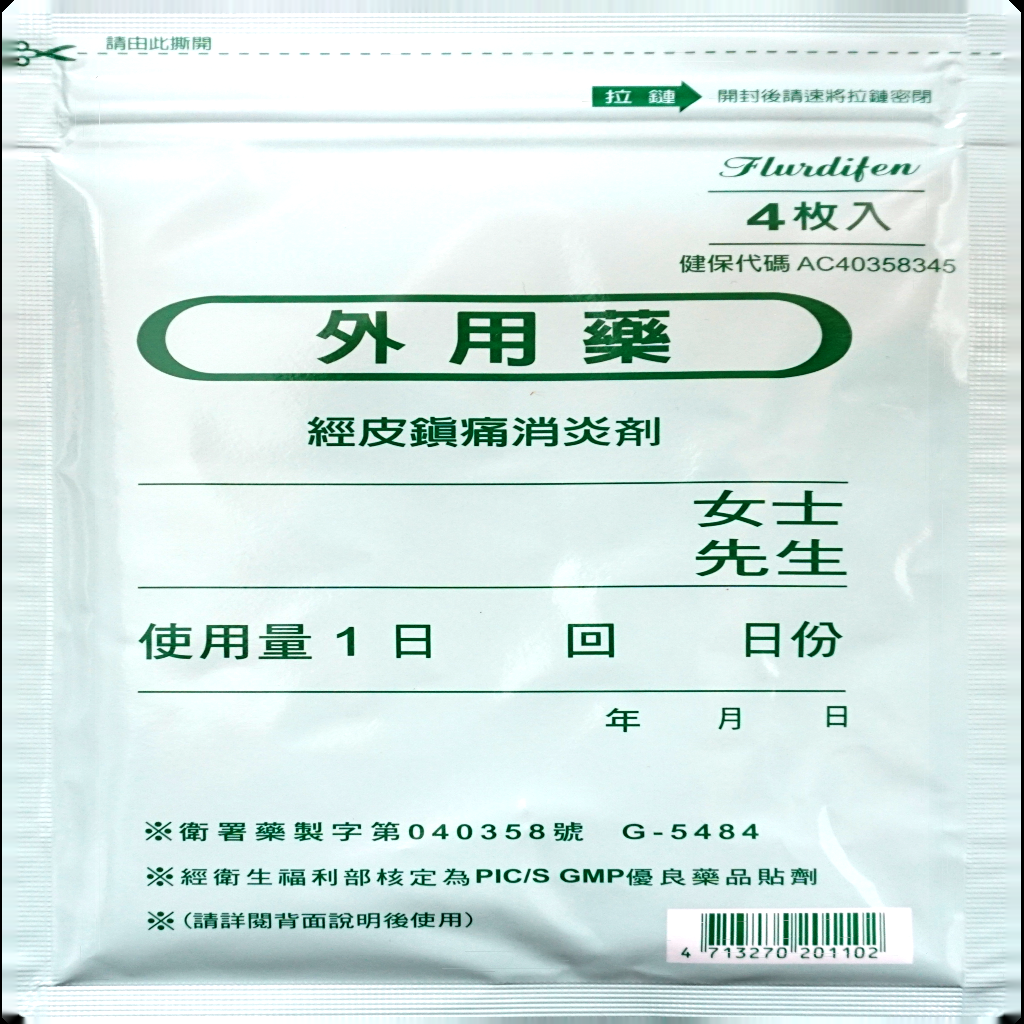 請由此撕開
拉鏈 開封後請速將拉鏈密閉
Flurdifen
4枚入
健保代碼 AC40358345
外用藥
經皮鎮痛消炎劑
女士
先生
使用量 1 日 回 日份
年 月 日
※衛署藥製字第040358號 G-5484
※經衛生福利部核定為PIC/S GMP優良藥品貼劑
※(請詳閱背面說明後使用)
4 713270 201102